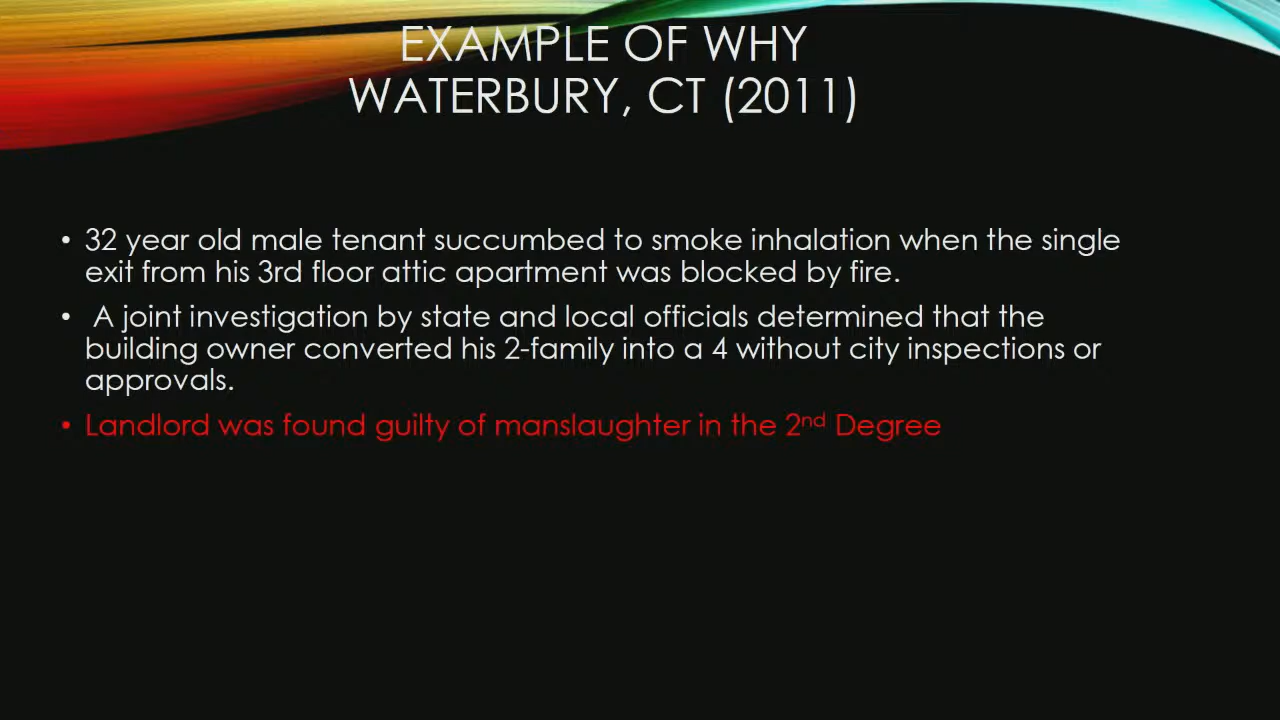 EXAMPLE OF WHY
WATERBURY, CT (2011)
• 32 year old male tenant succumbed to smoke inhalation when the single
exit from his 3rd floor attic apartment was blocked by fire.
• A joint investigation by state and local officials determined that the
building owner converted his 2-family into a 4 without city inspections or
approvals.
• Landlord was found guilty of manslaughter in the 2nd Degree